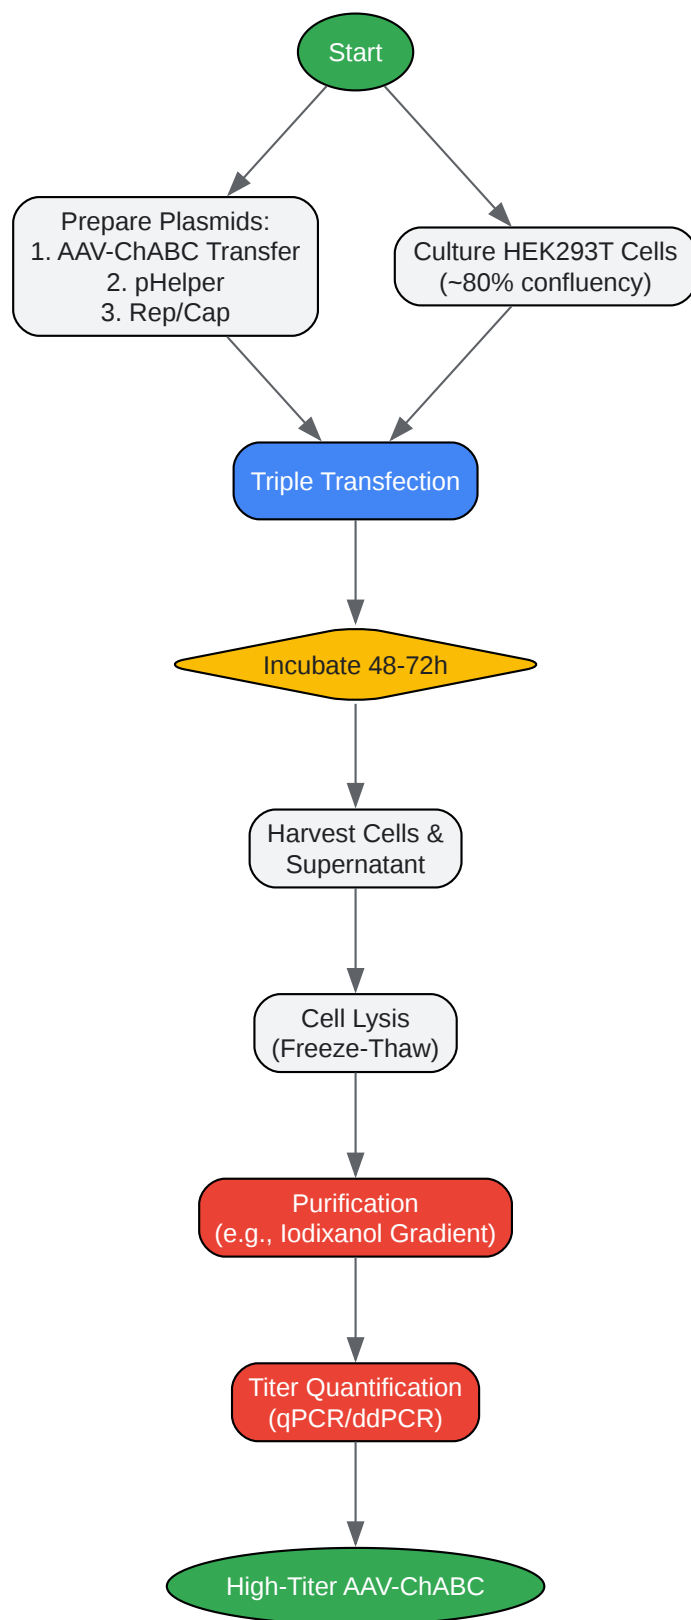 Start
Prepare Plasmids:
1. AAV-ChABC Transfer
2. pHelper
3. Rep/Cap
Culture HEK293T Cells
(~80% confluency)
Triple Transfection
Incubate 48-72h
Harvest Cells &
Supernatant
Cell Lysis
(Freeze-Thaw)
Purification
(e.g., Iodixanol Gradient)
Titer Quantification
(qPCR/ddPCR)
High-Titer AAV-ChABC